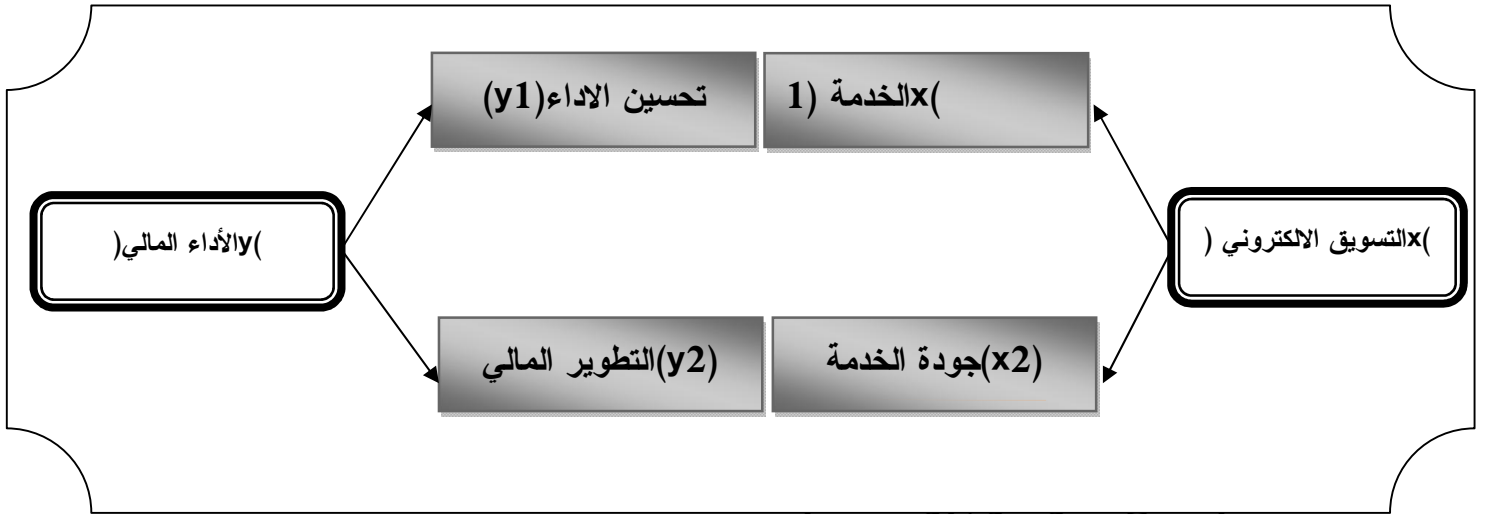 )xالخدمة (1
تحسين الاداء(y1)
)xالتسويق الالكتروني (
)yالأداء المالي(
(x2)جودة الخدمة
(y2)التطوير المالي